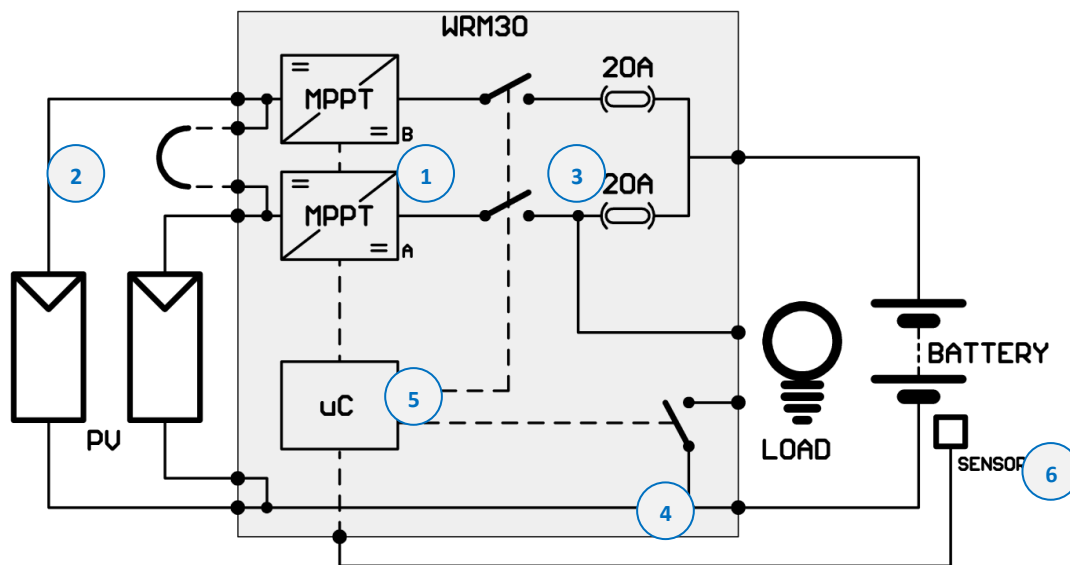 WRM30
20A
MPPT
B
2
1
3
20A
MPPT
A
BATTERY
uC
5
PV
LOAD
SENSOR
6
4